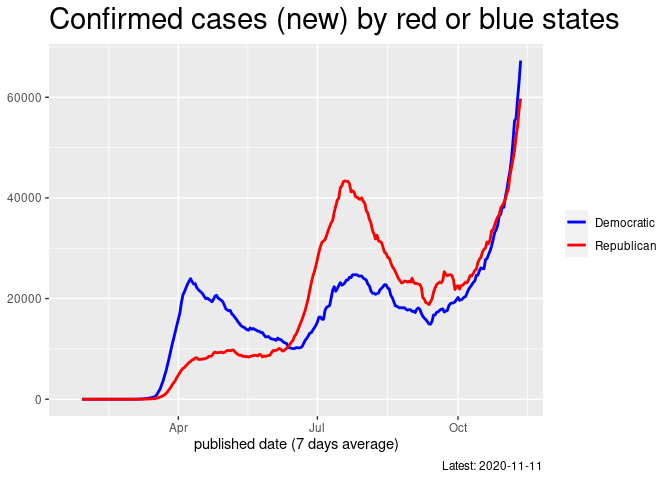 Confirmed cases (new) by red or blue states
60000
40000
20000
0
Apr
Jul
Oct
published date (7 days average)
Democratic
Republican
Latest: 2020-11-11